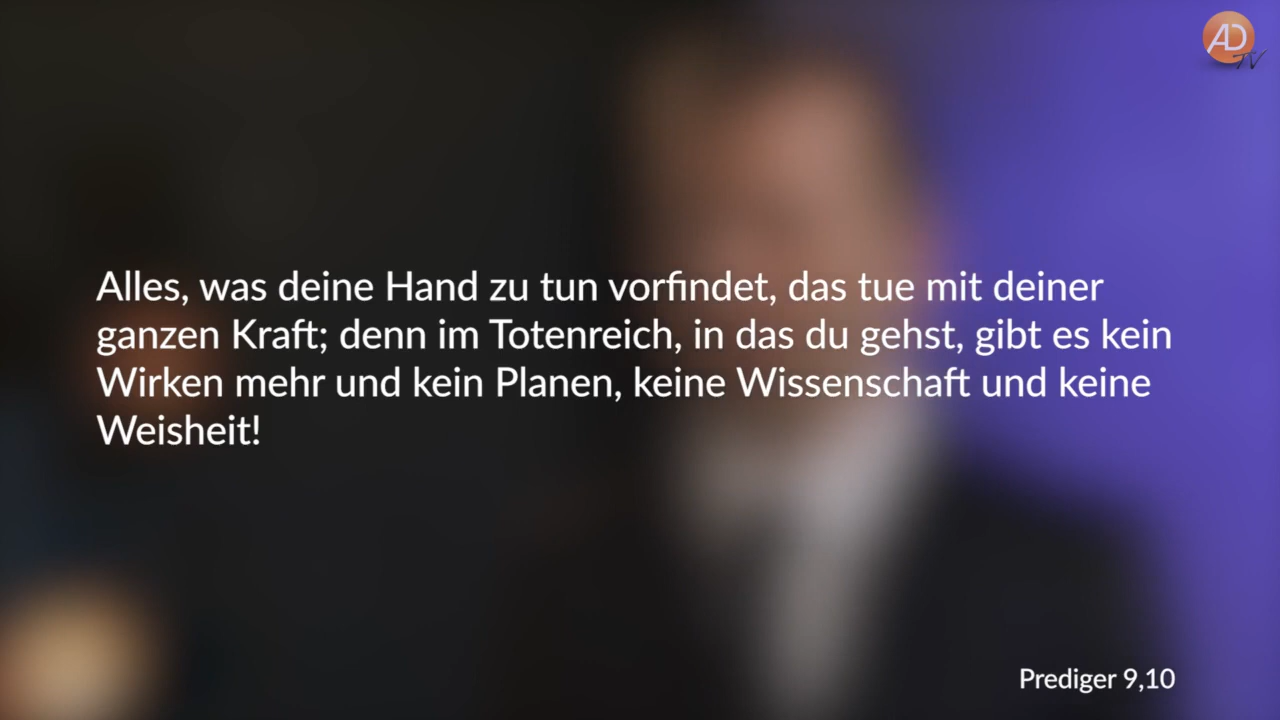 AD
TV
Alles, was deine Hand zu tun vorfindet, das tue mit deiner
ganzen Kraft; denn im Totenreich, in das du gehst, gibt es kein
Wirken mehr und kein Planen, keine Wissenschaft und keine
Weisheit!
Prediger 9,10